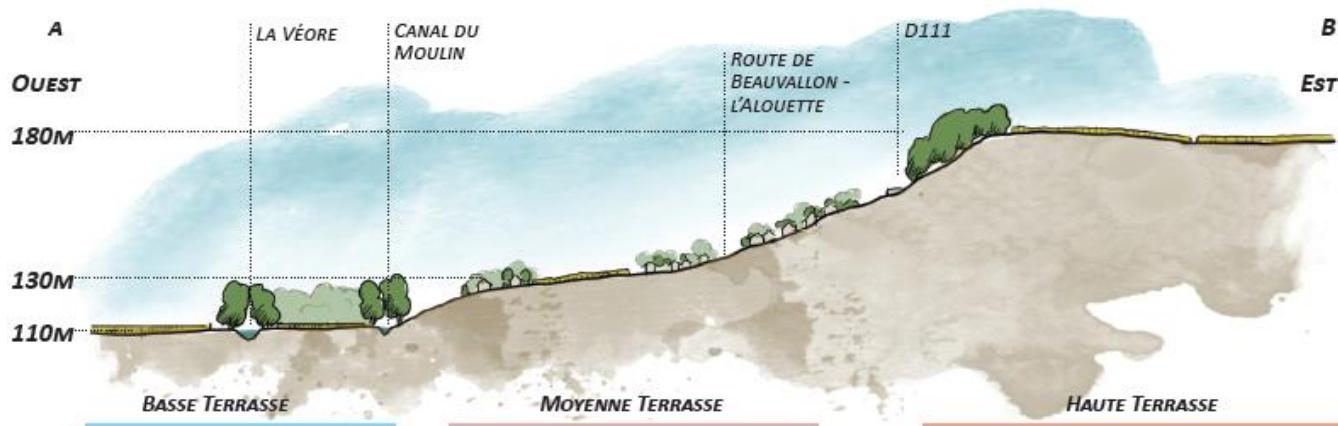 A
LA VÉORE
CANAL DU
MOULIN
D111
B
OUEST
ROUTE DE
BEAUVALLON -
L'ALOUETTE
EST
180M
130M
110M
BASSE TERRASSE
MOYENNE TERRASSE
HAUTE TERRASSE